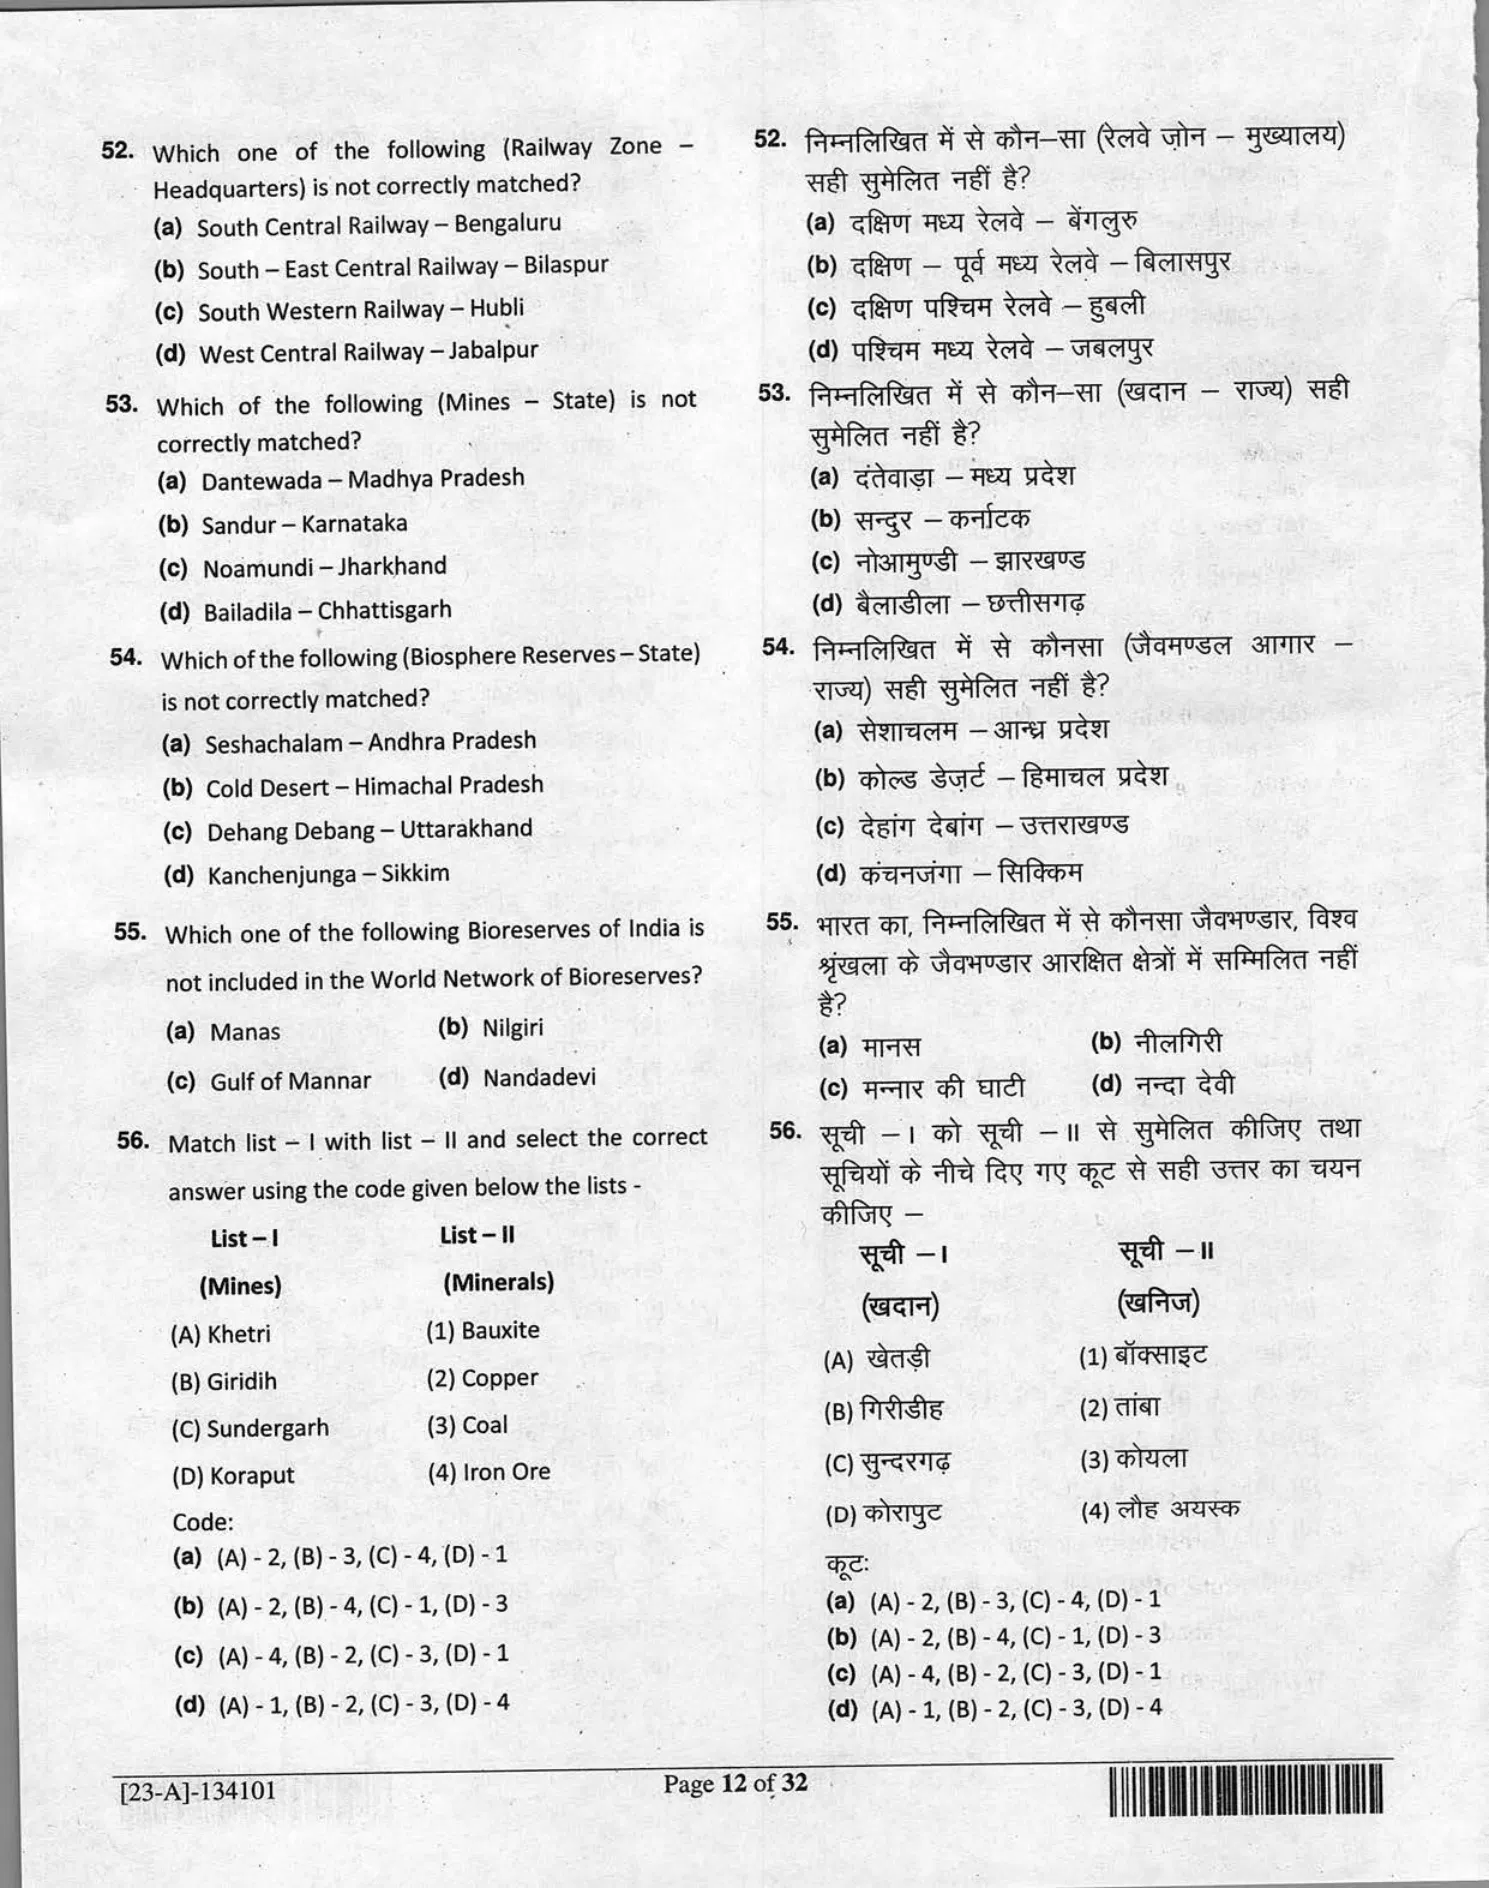 52. Which one of the following (Railway Zone –
Headquarters) is not correctly matched?
(a) South Central Railway – Bengaluru
(b) South – East Central Railway – Bilaspur
(c) South Western Railway – Hubli
(d) West Central Railway – Jabalpur
53. Which of the following (Mines – State) is not
correctly matched?
(a) Dantewada – Madhya Pradesh
(b) Sandur – Karnataka
(c) Noamundi – Jharkhand
(d) Bailadila – Chhattisgarh
54. Which of the following (Biosphere Reserves – State)
is not correctly matched?
(a) Seshachalam – Andhra Pradesh
(b) Cold Desert – Himachal Pradesh
(c) Dehang Debang – Uttarakhand
(d) Kanchenjunga – Sikkim
55. Which one of the following Bioreserves of India is
not included in the World Network of Bioreserves?
(a) Manas (b) Nilgiri
(c) Gulf of Mannar (d) Nandadevi
56. Match list – I with list – II and select the correct
answer using the code given below the lists -
List – I List – II
(Mines) (Minerals)
(A) Khetri (1) Bauxite
(B) Giridih (2) Copper
(C) Sundergarh (3) Coal
(D) Koraput (4) Iron Ore
Code:
(a) (A) - 2, (B) - 3, (C) - 4, (D) - 1
(b) (A) - 2, (B) - 4, (C) - 1, (D) - 3
(c) (A) - 4, (B) - 2, (C) - 3, (D) - 1
(d) (A) - 1, (B) - 2, (C) - 3, (D) - 4
52. निम्नलिखित में से कौन–सा (रेलवे ज़ोन – मुख्यालय)
सही सुमेलित नहीं है?
(a) दक्षिण मध्य रेलवे – बेंगलुरु
(b) दक्षिण – पूर्व मध्य रेलवे – बिलासपुर
(c) दक्षिण पश्चिम रेलवे – हुबली
(d) पश्चिम मध्य रेलवे – जबलपुर
53. निम्नलिखित में से कौन–सा (खदान – राज्य) सही
सुमेलित नहीं है?
(a) दंतेवाड़ा – मध्य प्रदेश
(b) सन्दुर – कर्नाटक
(c) नोआमुण्डी – झारखण्ड
(d) बैलाडीला – छत्तीसगढ़
54. निम्नलिखित में से कौनसा (जैवमण्डल आगार –
राज्य) सही सुमेलित नहीं है?
(a) सेशाचलम – आन्ध्र प्रदेश
(b) कोल्ड डेज़र्ट – हिमाचल प्रदेश
(c) देहांग देबांग – उत्तराखण्ड
(d) कंचनजंगा – सिक्किम
55. भारत का, निम्नलिखित में से कौनसा जैवभण्डार, विश्व
श्रृंखला के जैवभण्डार आरक्षित क्षेत्रों में सम्मिलित नहीं
है?
(a) मानस (b) नीलगिरी
(c) मन्नार की घाटी (d) नन्दा देवी
56. सूची – I को सूची – II से सुमेलित कीजिए तथा
सूचियों के नीचे दिए गए कूट से सही उत्तर का चयन
कीजिए –
सूची – I सूची – II
(खदान) (खनिज)
(A) खेतड़ी (1) बॉक्साइट
(B) गिरीडीह (2) तांबा
(C) सुन्दरगढ़ (3) कोयला
(D) कोरापुट (4) लौह अयस्क
कूटः
(a) (A) - 2, (B) - 3, (C) - 4, (D) - 1
(b) (A) - 2, (B) - 4, (C) - 1, (D) - 3
(c) (A) - 4, (B) - 2, (C) - 3, (D) - 1
(d) (A) - 1, (B) - 2, (C) - 3, (D) - 4
[23-A]-134101 Page 12 of 32